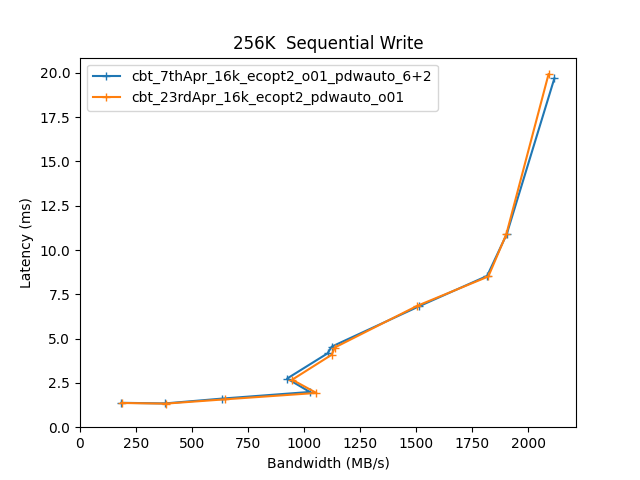 256K  Sequential Write
cbt_7thApr_16k_ecopt2_o01_pdwauto_6+2
cbt_23rdApr_16k_ecopt2_pdwauto_o01
20.0
17.5
15.0
12.5
10.0
7.5
5.0
2.5
0.0
Latency (ms)
0 250 500 750 1000 1250 1500 1750 2000
Bandwidth (MB/s)